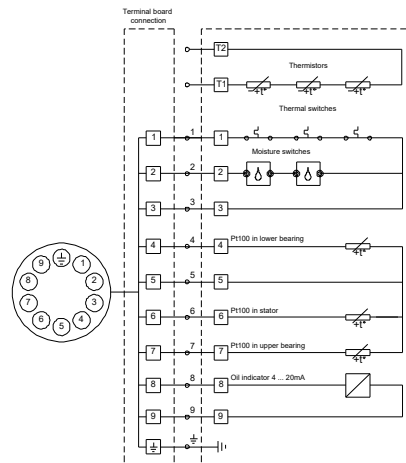 Terminal board
connection
T2
Thermistors
T1
+t°
+t°
+t°
Thermal switches
1 1 1
Moisture switches
2 2 2
3 3 3
4 4 4 Pt100 in lower bearing
+t°
5 5 5
6 6 6 Pt100 in stator
+t°
7 7 7 Pt100 in upper bearing
+t°
8 8 8 Oil indicator 4 ... 20mA
9 9 9
9 1
8 2
7 3
6 5 4